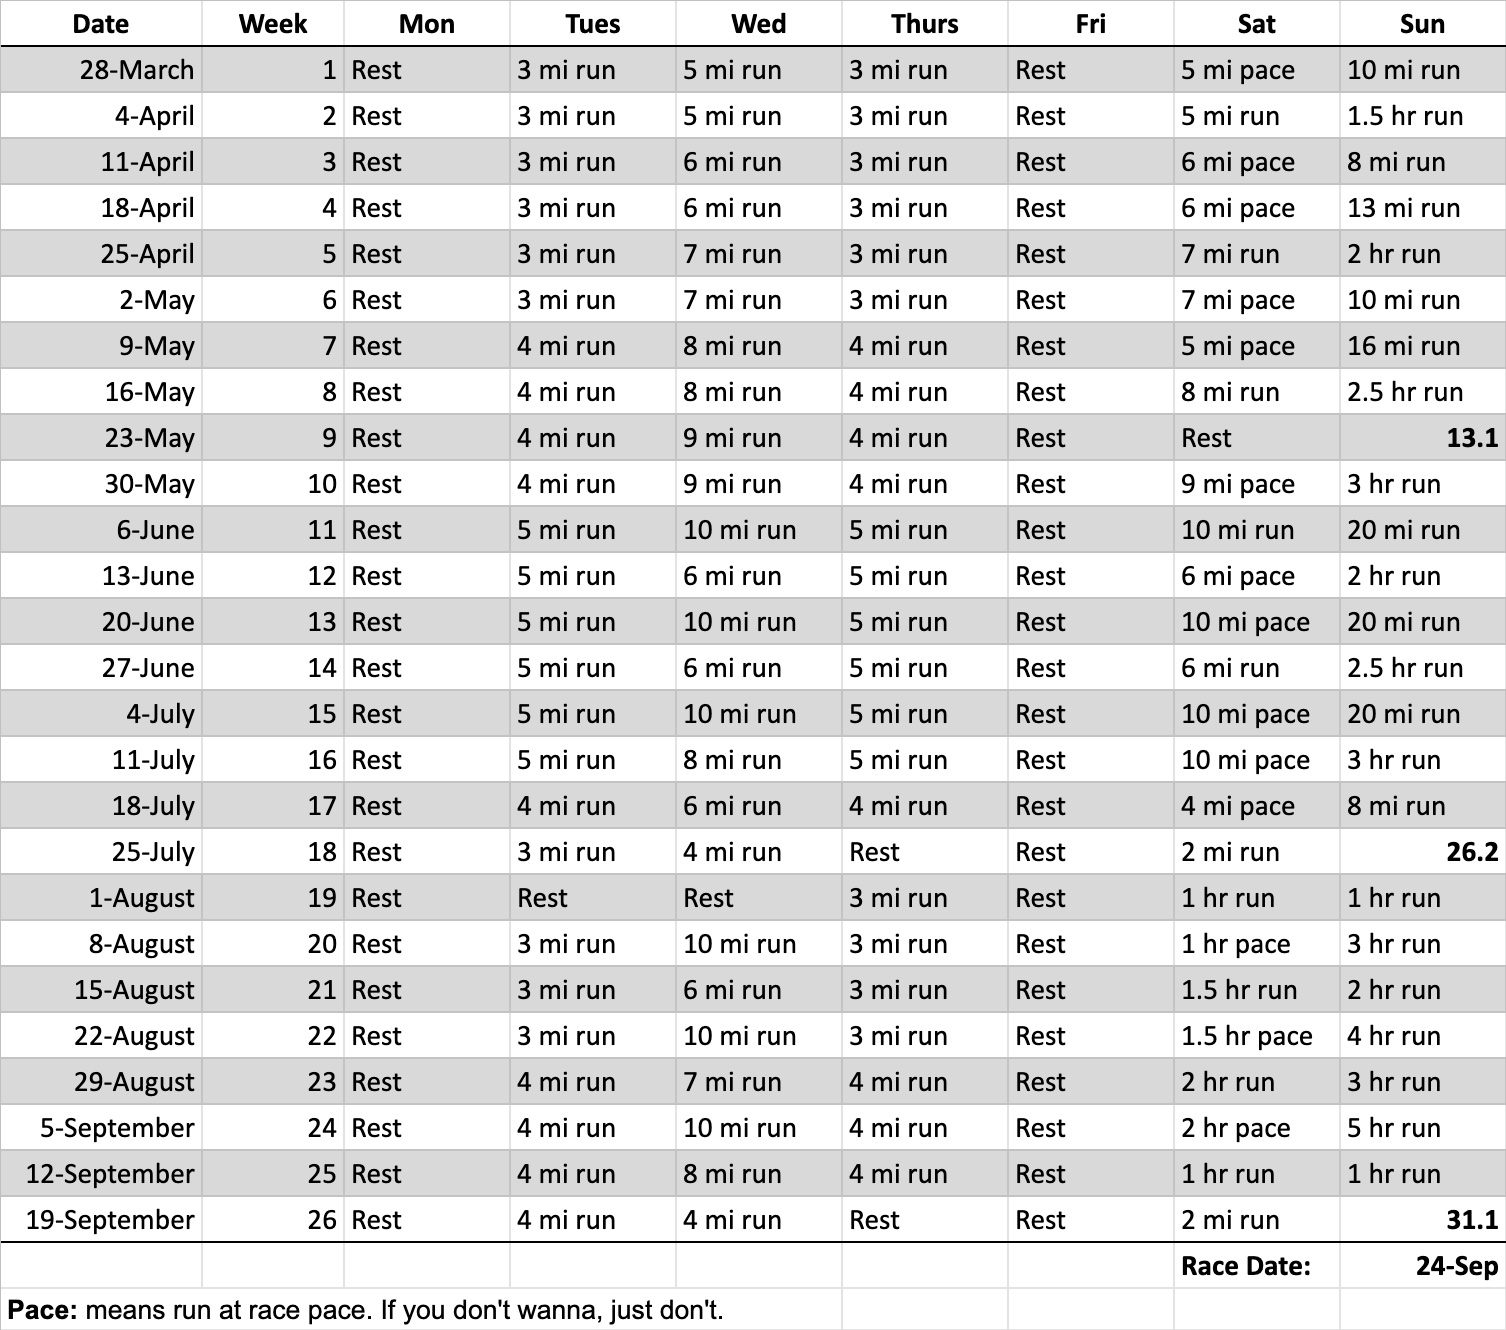 Date Week Mon Tues Wed Thurs Fri Sat Sun
28-March 1 Rest 3 mi run 5 mi run 3 mi run Rest 5 mi pace 10 mi run
4-April 2 Rest 3 mi run 5 mi run 3 mi run Rest 5 mi run 1.5 hr run
11-April 3 Rest 3 mi run 6 mi run 3 mi run Rest 6 mi pace 8 mi run
18-April 4 Rest 3 mi run 6 mi run 3 mi run Rest 6 mi pace 13 mi run
25-April 5 Rest 3 mi run 7 mi run 3 mi run Rest 7 mi run 2 hr run
2-May 6 Rest 3 mi run 7 mi run 3 mi run Rest 7 mi pace 10 mi run
9-May 7 Rest 4 mi run 8 mi run 4 mi run Rest 5 mi pace 16 mi run
16-May 8 Rest 4 mi run 8 mi run 4 mi run Rest 8 mi run 2.5 hr run
23-May 9 Rest 4 mi run 9 mi run 4 mi run Rest Rest 13.1
30-May 10 Rest 4 mi run 9 mi run 4 mi run Rest 9 mi pace 3 hr run
6-June 11 Rest 5 mi run 10 mi run 5 mi run Rest 10 mi run 20 mi run
13-June 12 Rest 5 mi run 6 mi run 5 mi run Rest 6 mi pace 2 hr run
20-June 13 Rest 5 mi run 10 mi run 5 mi run Rest 10 mi pace 20 mi run
27-June 14 Rest 5 mi run 6 mi run 5 mi run Rest 6 mi run 2.5 hr run
4-July 15 Rest 5 mi run 10 mi run 5 mi run Rest 10 mi pace 20 mi run
11-July 16 Rest 5 mi run 8 mi run 5 mi run Rest 10 mi pace 3 hr run
18-July 17 Rest 4 mi run 6 mi run 4 mi run Rest 4 mi pace 8 mi run
25-July 18 Rest 3 mi run 4 mi run Rest Rest 2 mi run 26.2
1-August 19 Rest Rest Rest 3 mi run Rest 1 hr run 1 hr run
8-August 20 Rest 3 mi run 10 mi run 3 mi run Rest 1 hr pace 3 hr run
15-August 21 Rest 3 mi run 6 mi run 3 mi run Rest 1.5 hr run 2 hr run
22-August 22 Rest 3 mi run 10 mi run 3 mi run Rest 1.5 hr pace 4 hr run
29-August 23 Rest 4 mi run 7 mi run 4 mi run Rest 2 hr run 3 hr run
5-September 24 Rest 4 mi run 10 mi run 4 mi run Rest 2 hr pace 5 hr run
12-September 25 Rest 4 mi run 8 mi run 4 mi run Rest 1 hr run 1 hr run
19-September 26 Rest 4 mi run 4 mi run Rest Rest 2 mi run 31.1
Race Date: 24-Sep
Pace: means run at race pace. If you don't wanna, just don't.